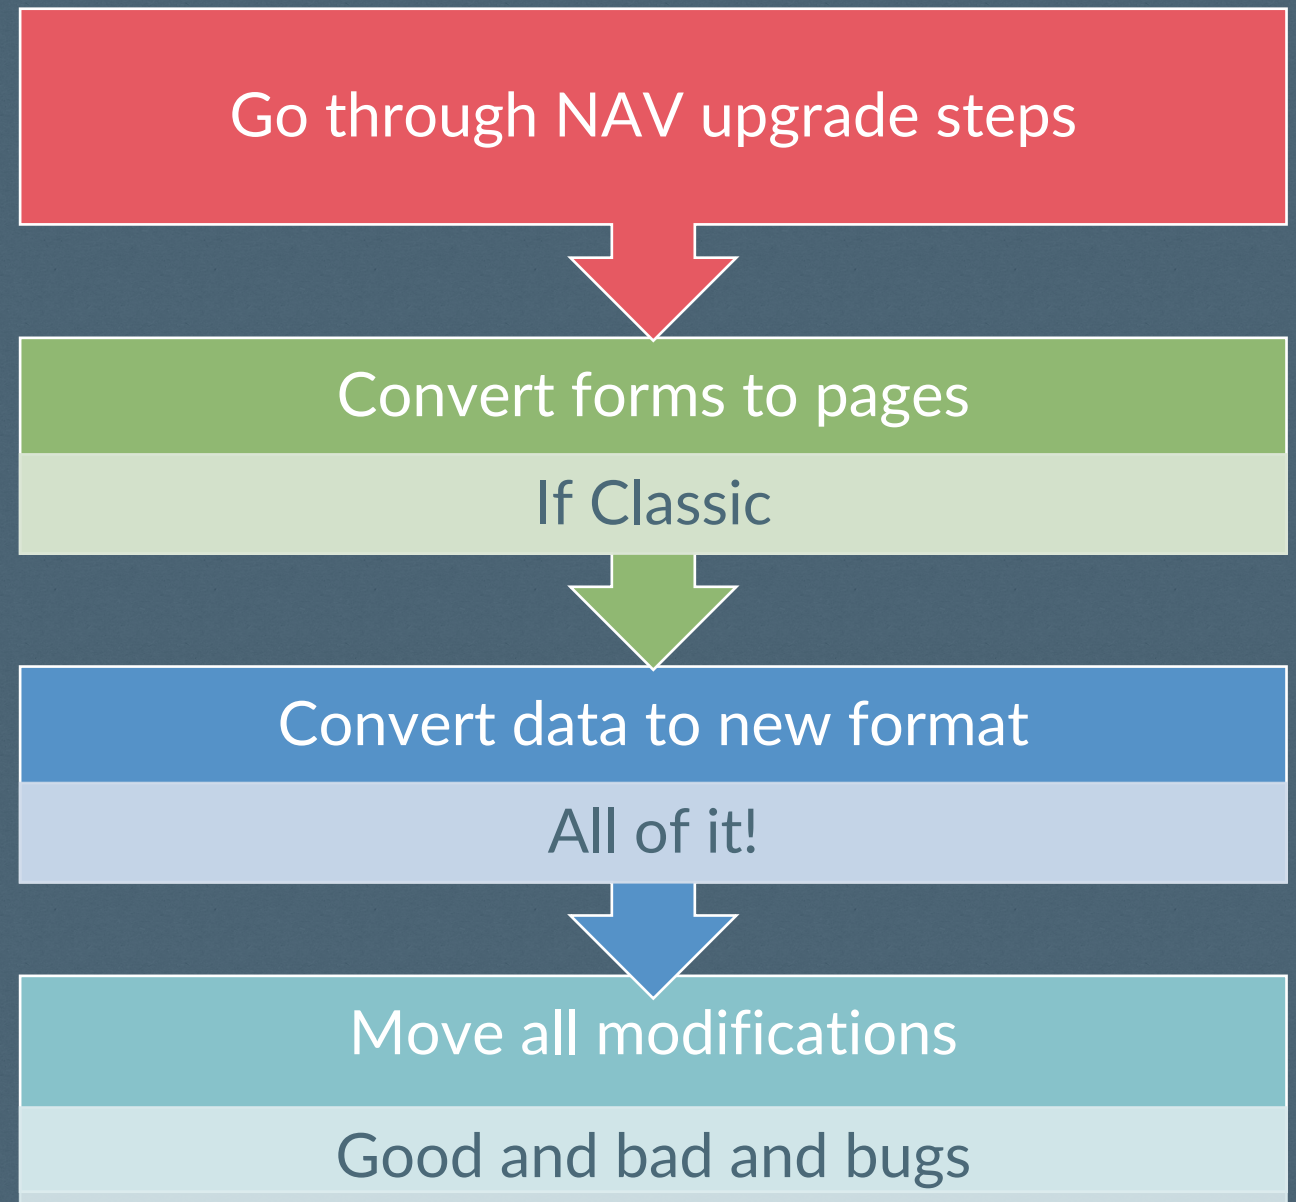 Go through NAV upgrade steps
Convert forms to pages
If Classic
Convert data to new format
All of it!
Move all modifications
Good and bad and bugs